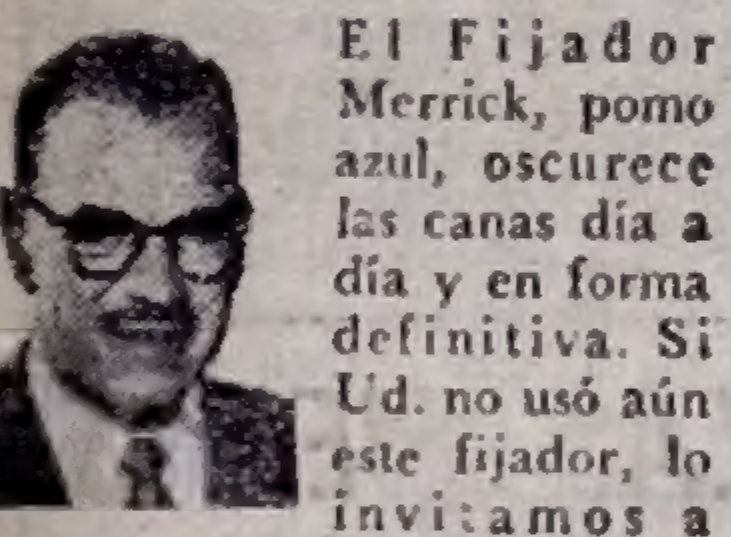 El Fijador
Merrick, pomo
azul, oscurece
las canas día a
día y en forma
definitiva. Si
Ud. no usó aún
este fijador, lo
invitamos a